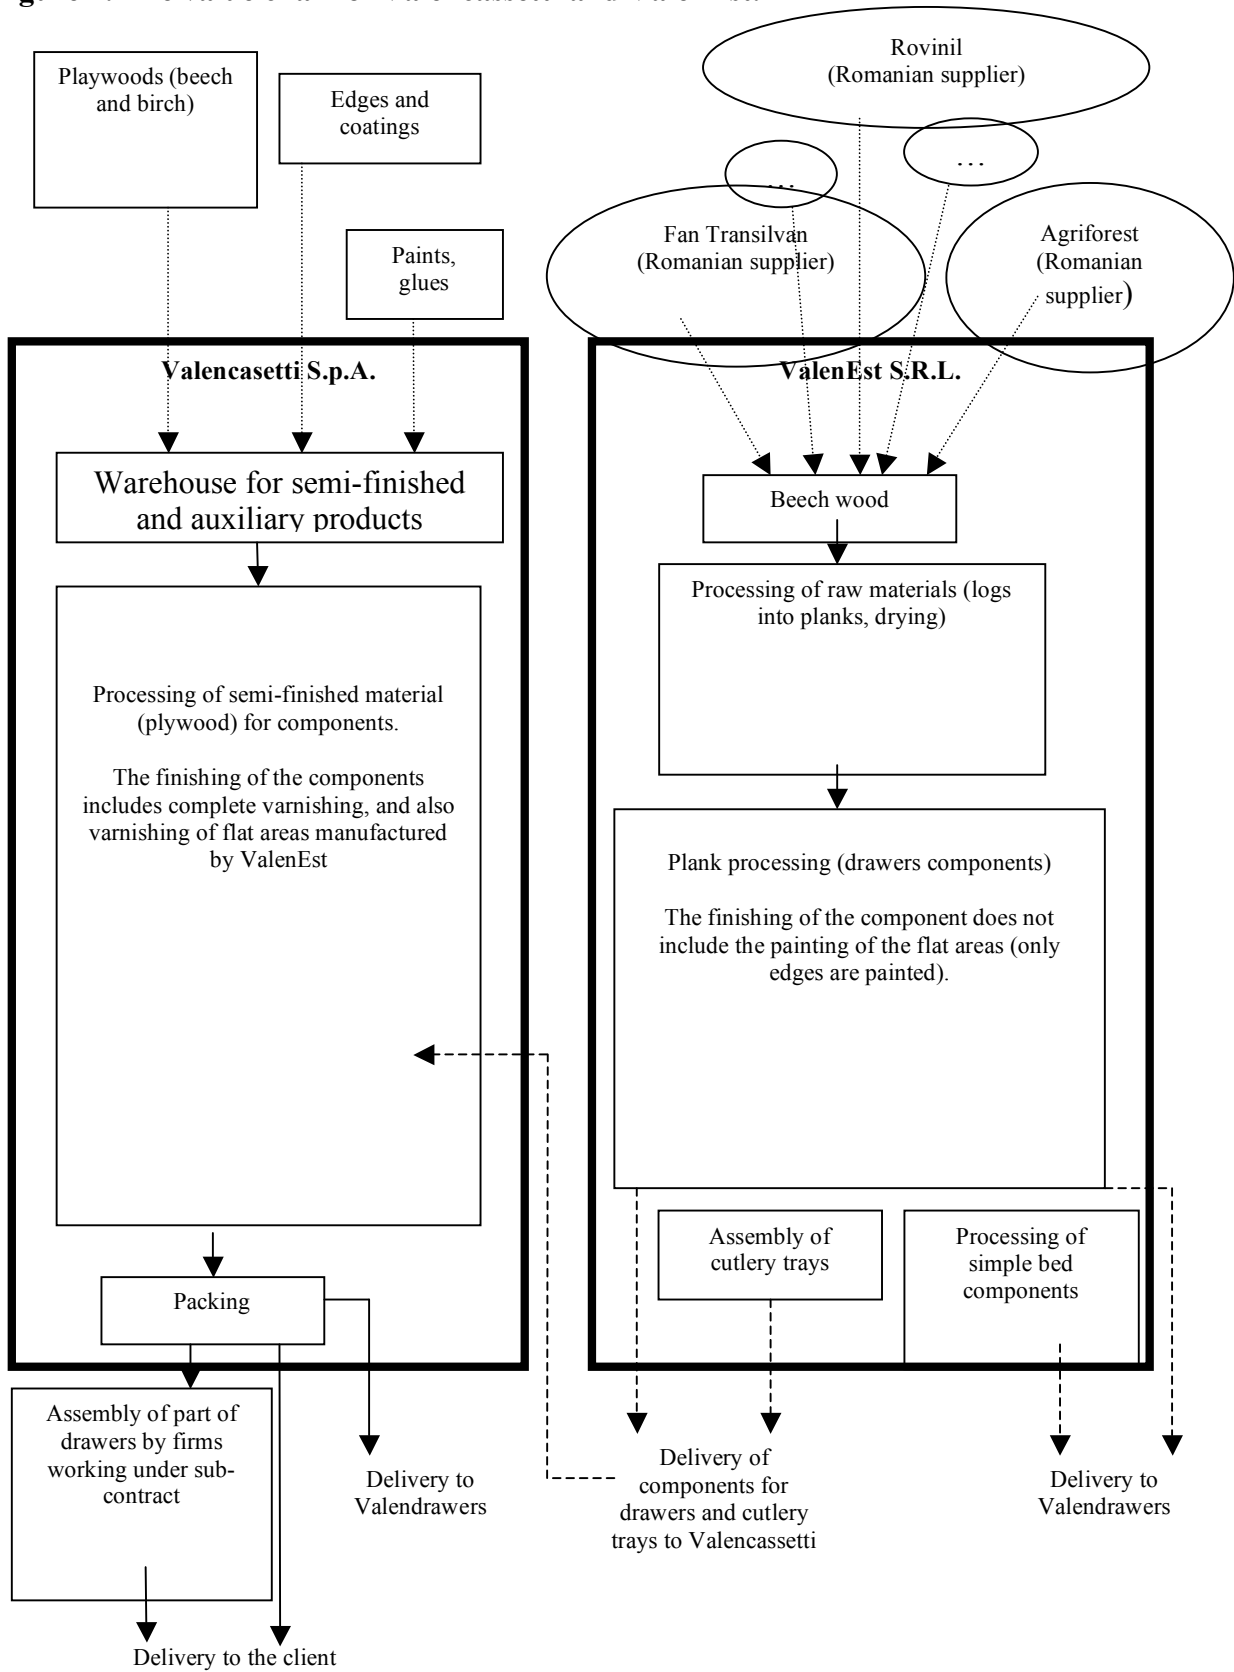 Playwoods (beech
and birch)
Edges and
coatings
Paints,
glues
Rovinil
(Romanian supplier)
...
...
Fan Transilvan
(Romanian supplier)
Agriforest
(Romanian
supplier)
Valencasetti S.p.A.
ValenEst S.R.L.
Warehouse for semi-finished
and auxiliary products
Beech wood
Processing of raw materials (logs
into planks, drying)
Processing of semi-finished material
(plywood) for components.
The finishing of the components
includes complete varnishing, and also
varnishing of flat areas manufactured
by ValenEst
Plank processing (drawers components)
The finishing of the component does not
include the painting of the flat areas (only
edges are painted).
Assembly of
cutlery trays
Processing of
simple bed
components
Packing
Assembly of part of
drawers by firms
working under sub-
contract
Delivery to
Valendrawers
Delivery of
components for
drawers and cutlery
trays to Valencassetti
Delivery to
Valendrawers
Delivery to the client